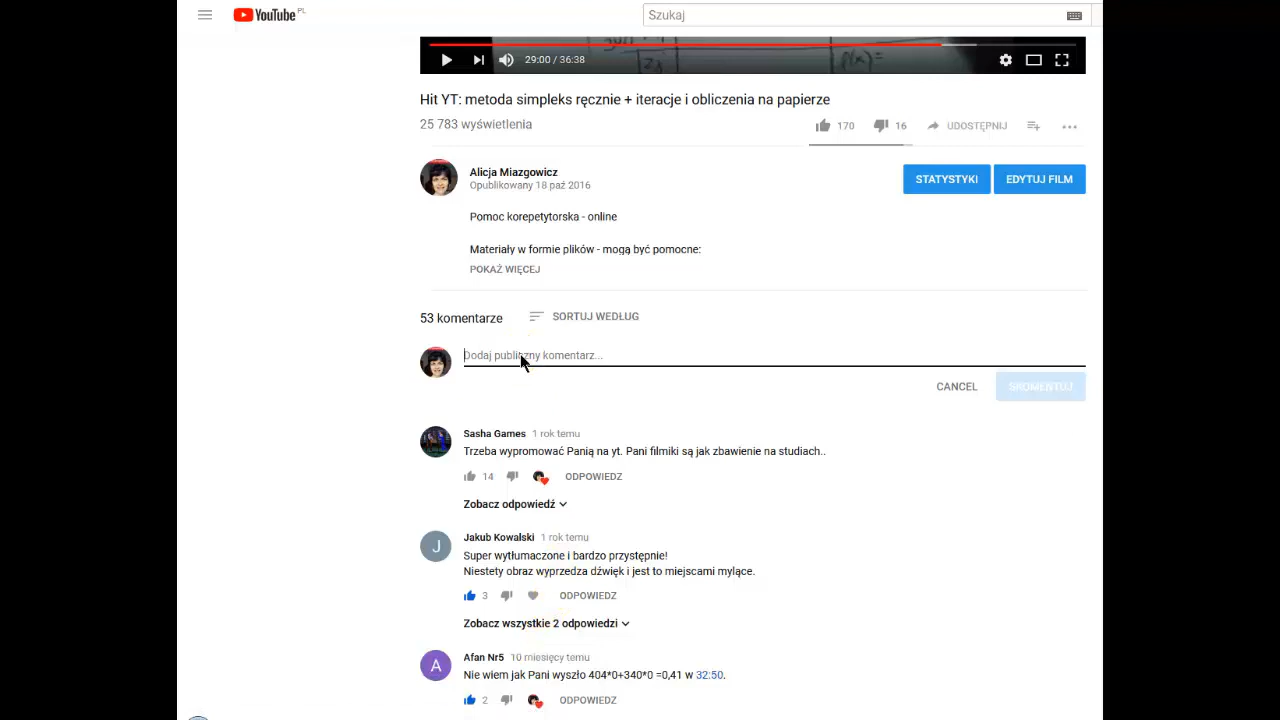 YouTube PL
Szukaj
29:00 / 36:38
Hit YT: metoda simpleks ręcznie + iteracje i obliczenia na papierze
25 783 wyświetlenia
170
16
UDOSTĘPNIJ
Alicja Miazgowicz
Opublikowany 18 paź 2016
STATYSTYKI
EDYTUJ FILM
Pomoc korepetytorska - online
Materiały w formie plików - mogą być pomocne:
POKAŻ WIĘCEJ
53 komentarze
SORTUJ WEDŁUG
Dodaj publiczny komentarz...
CANCEL
SKOMENTUJ
Sasha Games 1 rok temu
Trzeba wypromować Panią na yt. Pani filmiki są jak zbawienie na studiach..
14
ODPOWIEDZ
Zobacz odpowiedź
J
Jakub Kowalski 1 rok temu
Super wytłumaczone i bardzo przystępnie!
Niestety obraz wyprzedza dźwięk i jest to miejscami mylące.
3
ODPOWIEDZ
Zobacz wszystkie 2 odpowiedzi
A
Afan Nr5 10 miesięcy temu
Nie wiem jak Pani wyszło 404*0+340*0 =0,41 w 32:50.
2
ODPOWIEDZ